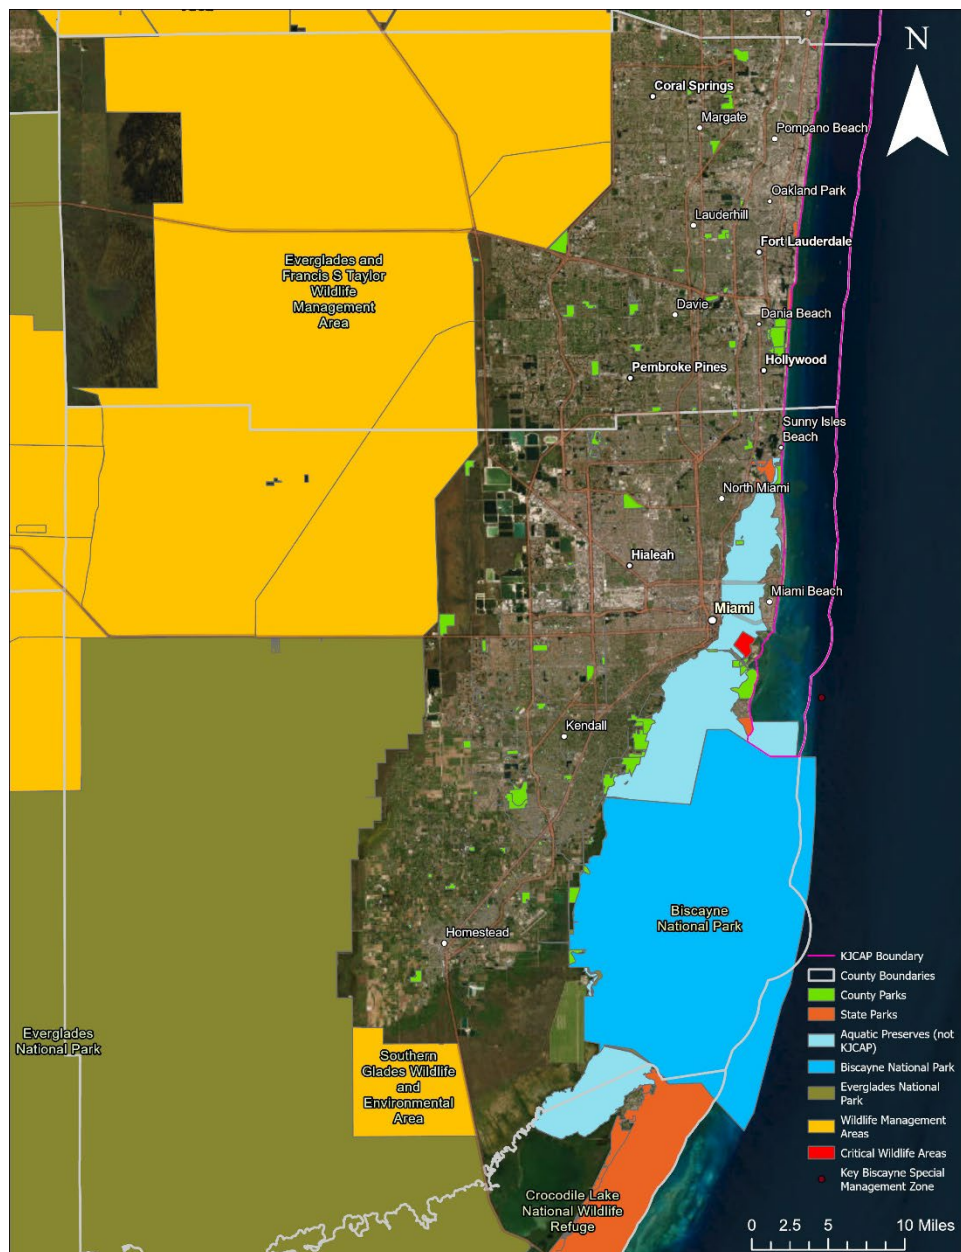 N
Coral Springs
Margate
Pompano Beach
Oakland Park
Lauderhill
Fort Lauderdale
Everglades and
Francis S Taylor
Wildlife
Management
Area
Davie
Dania Beach
Hollywood
Pembroke Pines
Sunny Isles
Beach
North Miami
Hialeah
Miami Beach
Miami
Kendall
Biscayne
National Park
Homestead
Everglades
National Park
Southern
Glades Wildlife
and
Environmental
Area
Crocodile Lake
National Wildlife
Refuge
KJCAP Boundary
County Boundaries
County Parks
State Parks
Aquatic Preserves (not
KJCAP)
Biscayne National Park
Everglades National
Park
Wildlife Management
Areas
Critical Wildlife Areas
Key Biscayne Special
Management Zone
0 2.5 5 10 Miles